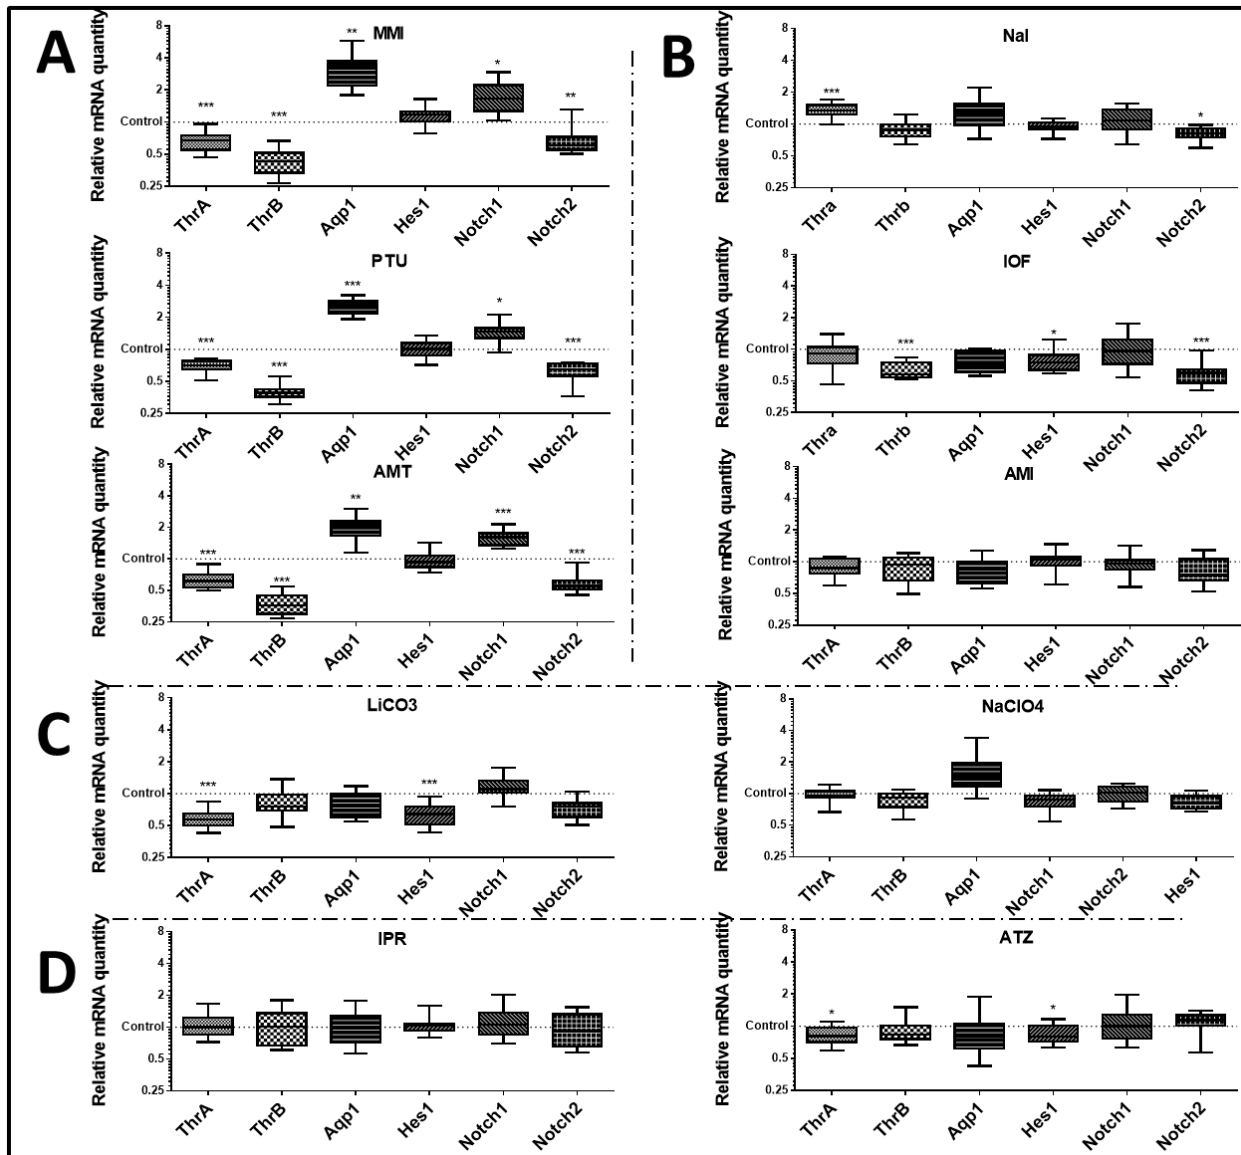 A
MMI
Relative mRNA quantity
8
4
2
Control
0.5
0.25
***
***
**
*
**
ThrA
ThrB
Aqp1
Hes1
Notch1
Notch2
PTU
Relative mRNA quantity
8
4
2
Control
0.5
0.25
***
***
***
*
***
ThrA
ThrB
Aqp1
Hes1
Notch1
Notch2
AMT
Relative mRNA quantity
8
4
2
Control
0.5
0.25
***
***
**
***
***
ThrA
ThrB
Aqp1
Hes1
Notch1
Notch2
B
NaI
Relative mRNA quantity
8
4
2
Control
0.5
0.25
***
*
Thra
Thrb
Aqp1
Hes1
Notch1
Notch2
IOF
Relative mRNA quantity
8
4
2
Control
0.5
0.25
***
*
***
Thra
Thrb
Aqp1
Hes1
Notch1
Notch2
AMI
Relative mRNA quantity
8
4
2
Control
0.5
0.25
ThrA
ThrB
Aqp1
Hes1
Notch1
Notch2
C
LiCO3
Relative mRNA quantity
8
4
2
Control
0.5
0.25
***
***
ThrA
ThrB
Aqp1
Hes1
Notch1
Notch2
NaClO4
Relative mRNA quantity
8
4
2
Control
0.5
0.25
ThrA
ThrB
Aqp1
Notch1
Notch2
Hes1
D
IPR
Relative mRNA quantity
8
4
2
Control
0.5
0.25
ThrA
ThrB
Aqp1
Hes1
Notch1
Notch2
ATZ
Relative mRNA quantity
8
4
2
Control
0.5
0.25
*
*
ThrA
ThrB
Aqp1
Hes1
Notch1
Notch2